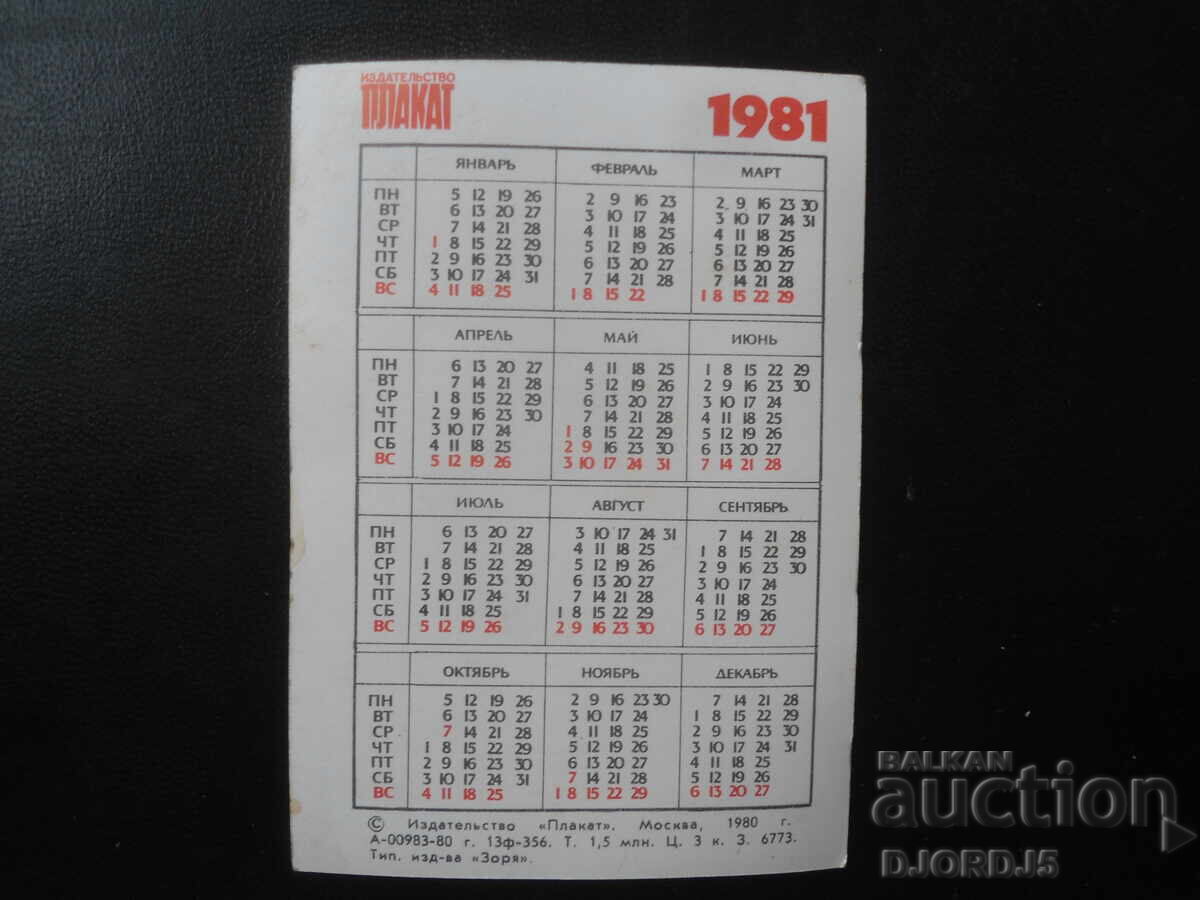 ИЗДАТЕЛЬСТВО
ПЛАКАТ
1981
ЯНВАРЬ ФЕВРАЛЬ МАРТ
ПН 5 12 19 26 2 9 16 23 2 9 16 23 30
ВТ 6 13 20 27 3 10 17 24 3 10 17 24 31
СР 7 14 21 28 4 11 18 25 4 11 18 25
ЧТ 1 8 15 22 29 5 12 19 26 5 12 19 26
ПТ 2 9 16 23 30 6 13 20 27 6 13 20 27
СБ 3 10 17 24 31 7 14 21 28 7 14 21 28
ВС 4 11 18 25 1 8 15 22 1 8 15 22 29
АПРЕЛЬ МАЙ ИЮНЬ
ПН 6 13 20 27 4 11 18 25 1 8 15 22 29
ВТ 7 14 21 28 5 12 19 26 2 9 16 23 30
СР 1 8 15 22 29 6 13 20 27 3 10 17 24
ЧТ 2 9 16 23 30 7 14 21 28 4 11 18 25
ПТ 3 10 17 24 1 8 15 22 29 5 12 19 26
СБ 4 11 18 25 2 9 16 23 30 6 13 20 27
ВС 5 12 19 26 3 10 17 24 31 7 14 21 28
ИЮЛЬ АВГУСТ СЕНТЯБРЬ
ПН 6 13 20 27 3 10 17 24 31 7 14 21 28
ВТ 7 14 21 28 4 11 18 25 1 8 15 22 29
СР 1 8 15 22 29 5 12 19 26 2 9 16 23 30
ЧТ 2 9 16 23 30 6 13 20 27 3 10 17 24
ПТ 3 10 17 24 31 7 14 21 28 4 11 18 25
СБ 4 11 18 25 1 8 15 22 29 5 12 19 26
ВС 5 12 19 26 2 9 16 23 30 6 13 20 27
ОКТЯБРЬ НОЯБРЬ ДЕКАБРЬ
ПН 5 12 19 26 2 9 16 23 30 7 14 21 28
ВТ 6 13 20 27 3 10 17 24 1 8 15 22 29
СР 7 14 21 28 4 11 18 25 2 9 16 23 30
ЧТ 1 8 15 22 29 5 12 19 26 3 10 17 24 31
ПТ 2 9 16 23 30 6 13 20 27 4 11 18 25
СБ 3 10 17 24 31 7 14 21 28 5 12 19 26
ВС 4 11 18 25 1 8 15 22 29 6 13 20 27
© Издательство «Плакат». Москва, 1980 г.
А-00983-80 г. 13ф-356. Т. 1,5 млн. Ц. 3 к. З. 6773.
Тип. изд-ва «Зоря».
BALKAN
auction
DJORDJ5